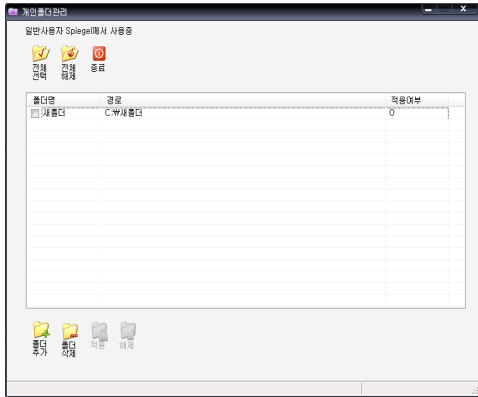 개인폴더관리
일반사용자 Spiegel에서 사용중
전체 선택
전체 해제
종료
폴더명 경로 적용여부
새폴더 C:\새폴더 0
폴더 추가
폴더 삭제
적용
해제